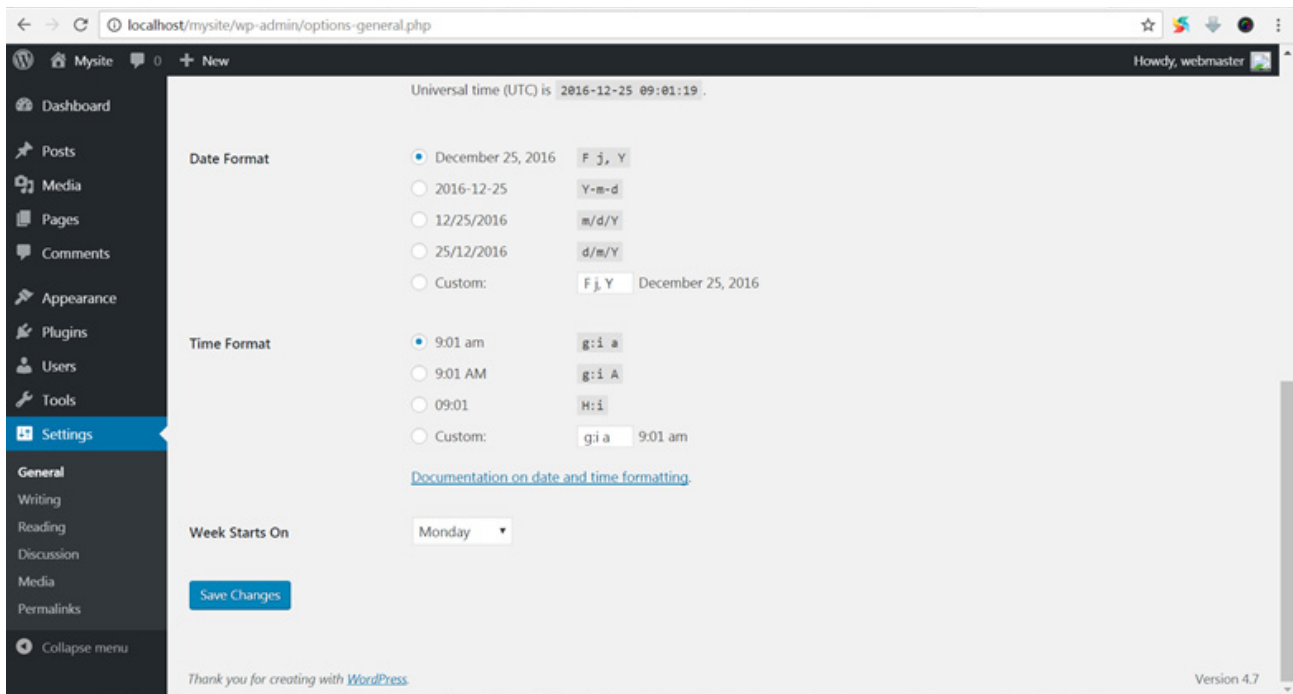 localhost/mysite/wp-admin/options-general.php
Mysite 0 + New Howdy, webmaster
Dashboard
Posts
Media
Pages
Comments
Appearance
Plugins
Users
Tools
Settings
General
Writing
Reading
Discussion
Media
Permalinks
Collapse menu
Universal time (UTC) is 2016-12-25 09:01:19 .
Date Format
December 25, 2016 F j, Y
2016-12-25 Y-m-d
12/25/2016 m/d/Y
25/12/2016 d/m/Y
Custom: F j, Y December 25, 2016
Time Format
9:01 am g:i a
9:01 AM g:i A
09:01 H:i
Custom: g:i a 9:01 am
Documentation on date and time formatting.
Week Starts On Monday
Save Changes
Thank you for creating with WordPress. Version 4.7